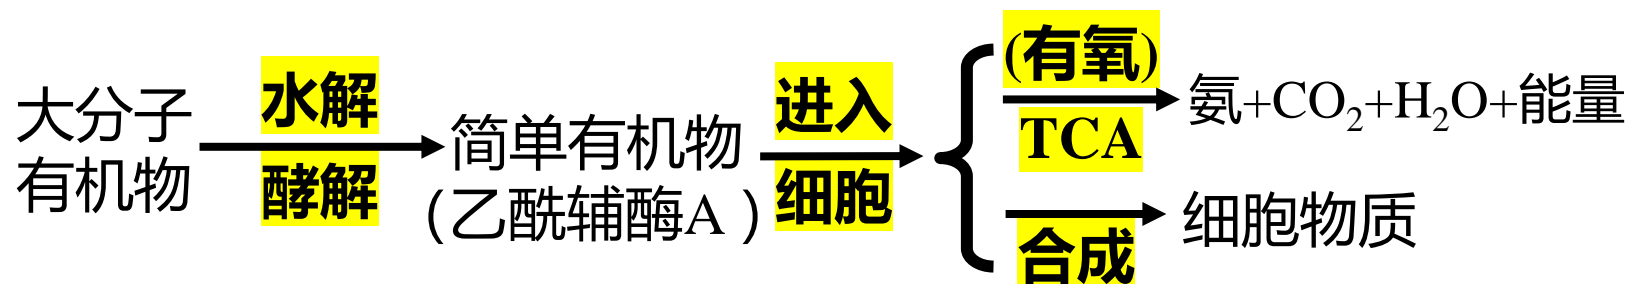 大分子
有机物
水解
酵解
简单有机物
（乙酰辅酶A）
进入
细胞
(有氧)
TCA
氨+CO₂+H₂O+能量
合成
细胞物质